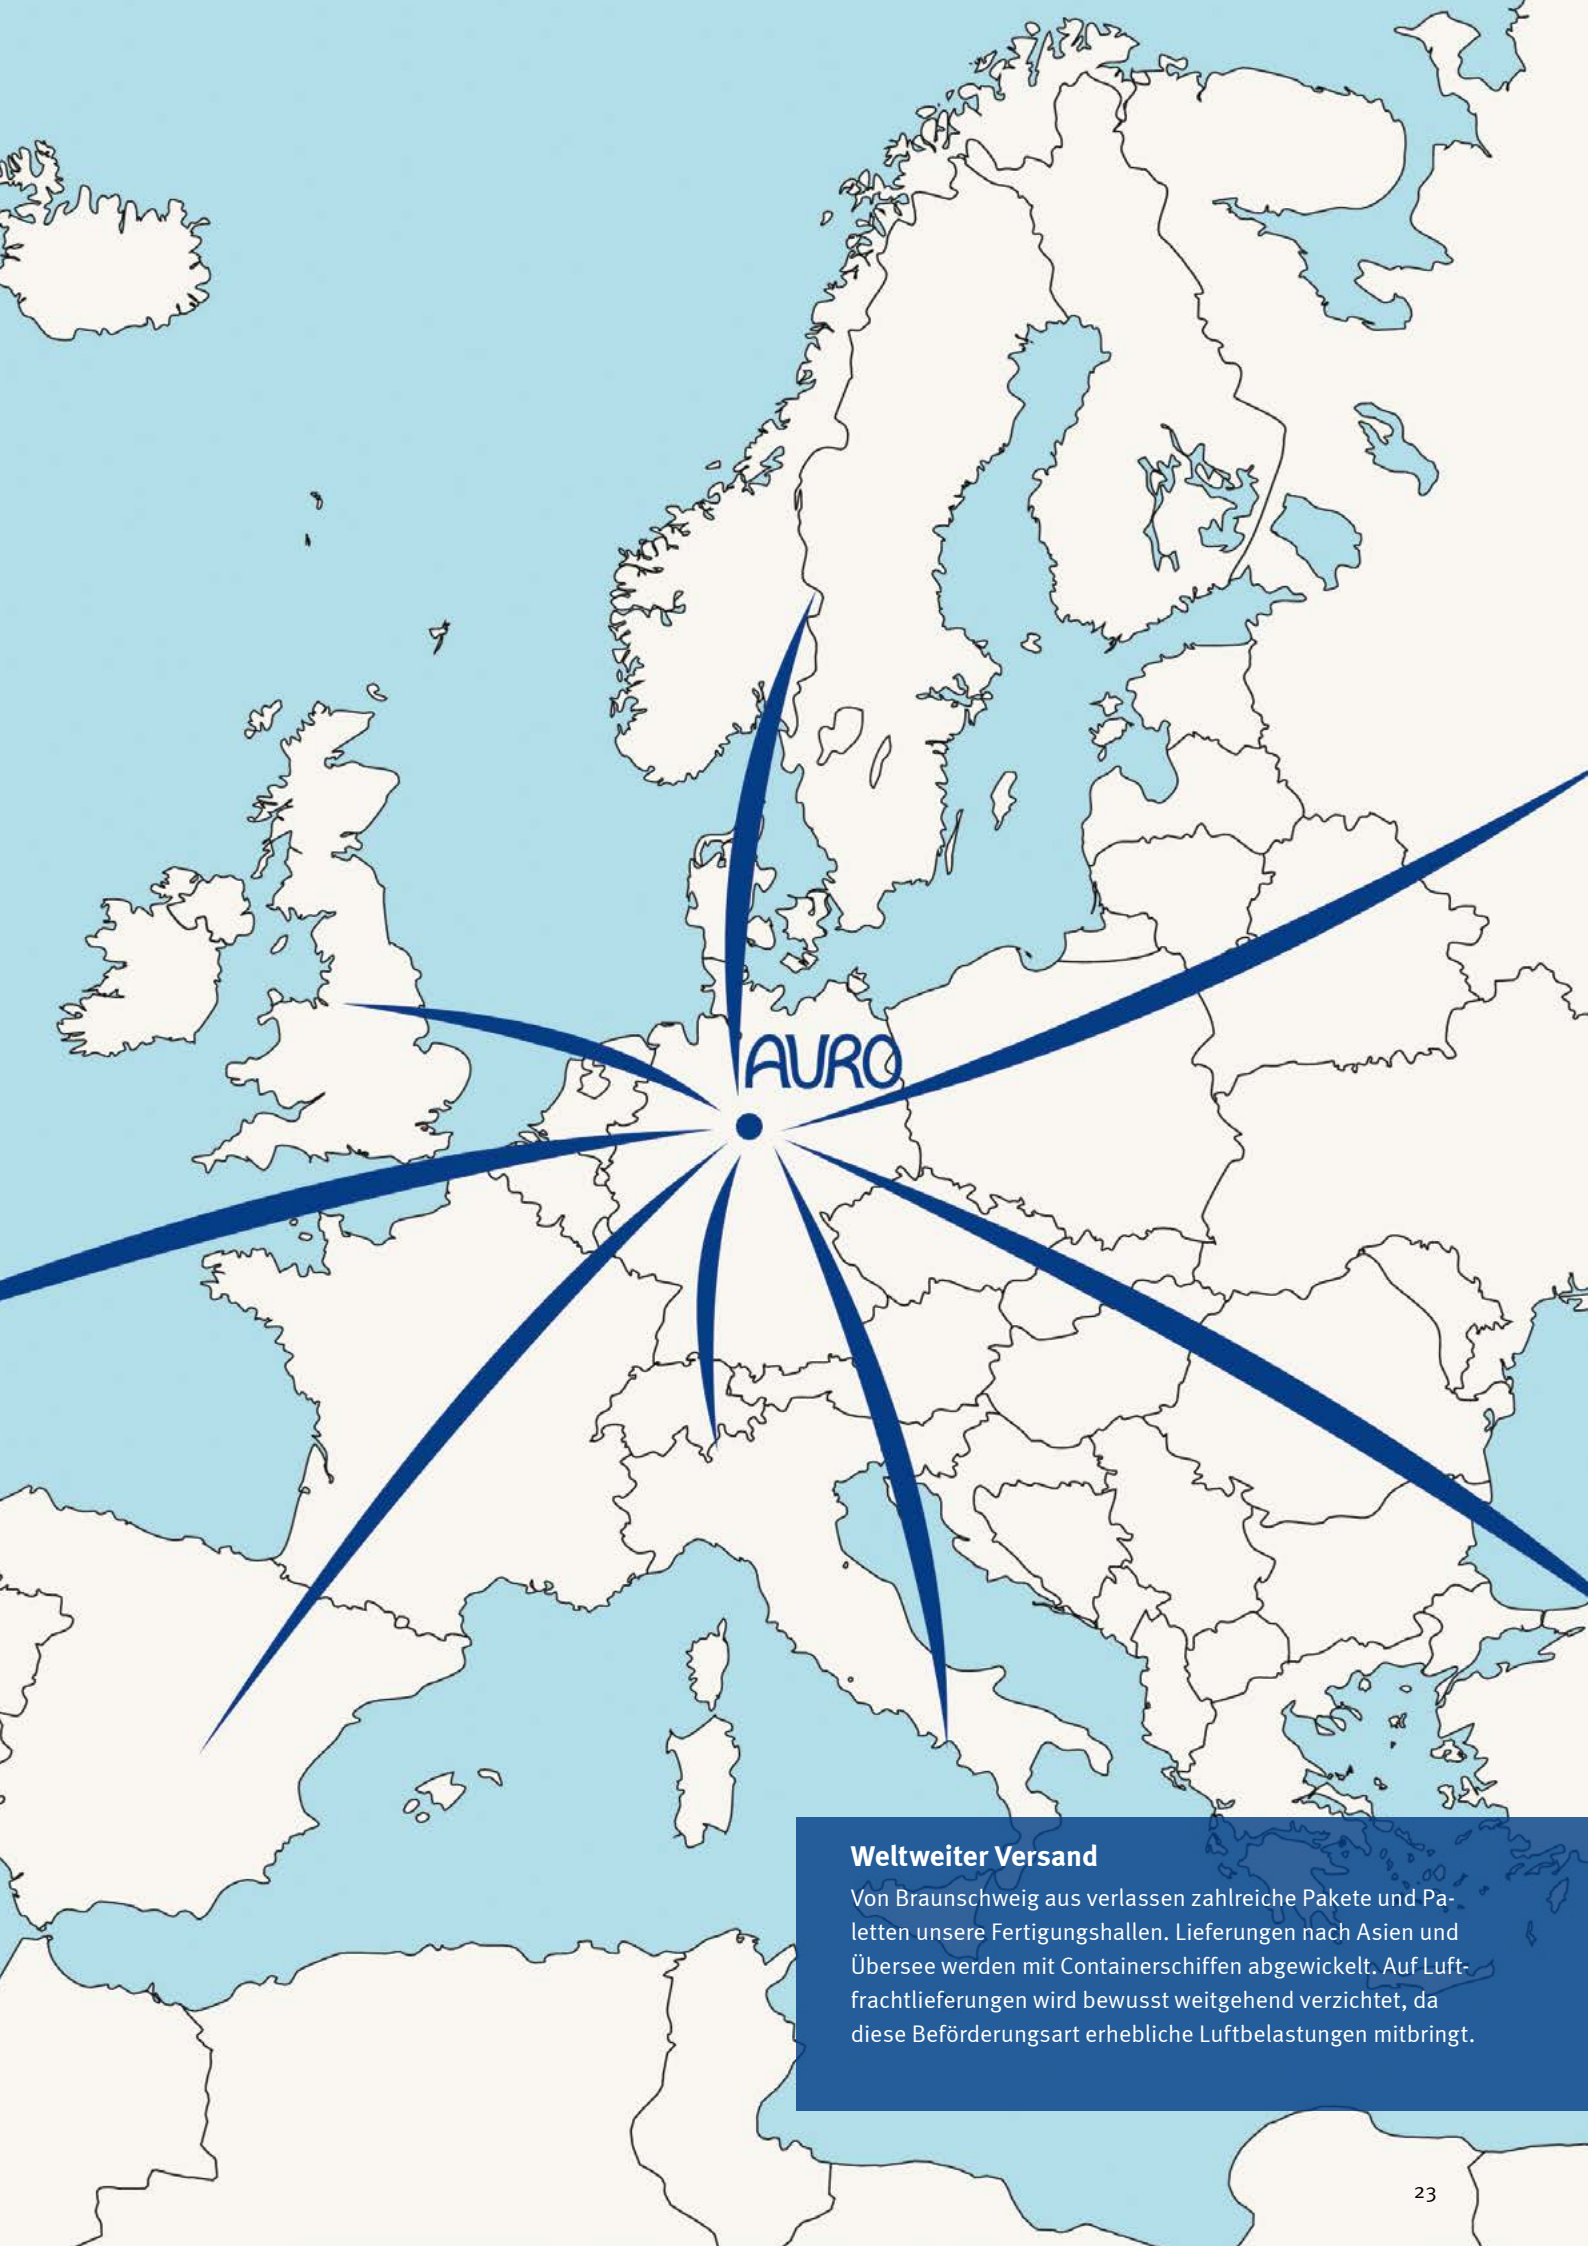 AURO
Weltweiter Versand
Von Braunschweig aus verlassen zahlreiche Pakete und Pa-
letten unsere Fertigungshallen. Lieferungen nach Asien und
Übersee werden mit Containerschiffen abgewickelt. Auf Luft-
frachtlieferungen wird bewusst weitgehend verzichtet, da
diese Beförderungsart erhebliche Luftbelastungen mitbringt.
23